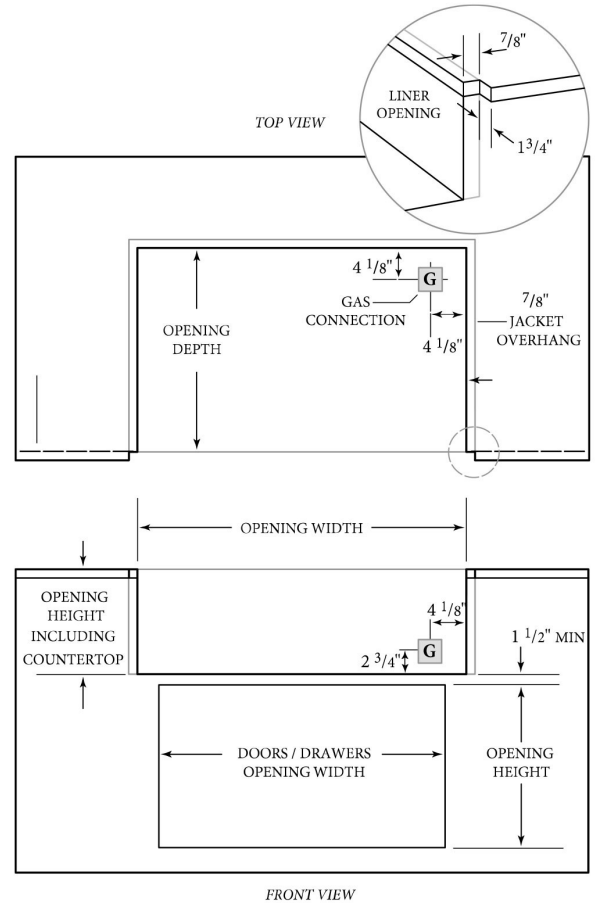 7/8"
LINER
OPENING
1 3/4"
TOP VIEW
4 1/8"
G
GAS
CONNECTION
4 1/8"
7/8"
JACKET
OVERHANG
OPENING
DEPTH
OPENING WIDTH
OPENING
HEIGHT
INCLUDING
COUNTERTOP
4 1/8"
G
2 3/4"
1 1/2" MIN
DOORS / DRAWERS
OPENING WIDTH
OPENING
HEIGHT
FRONT VIEW